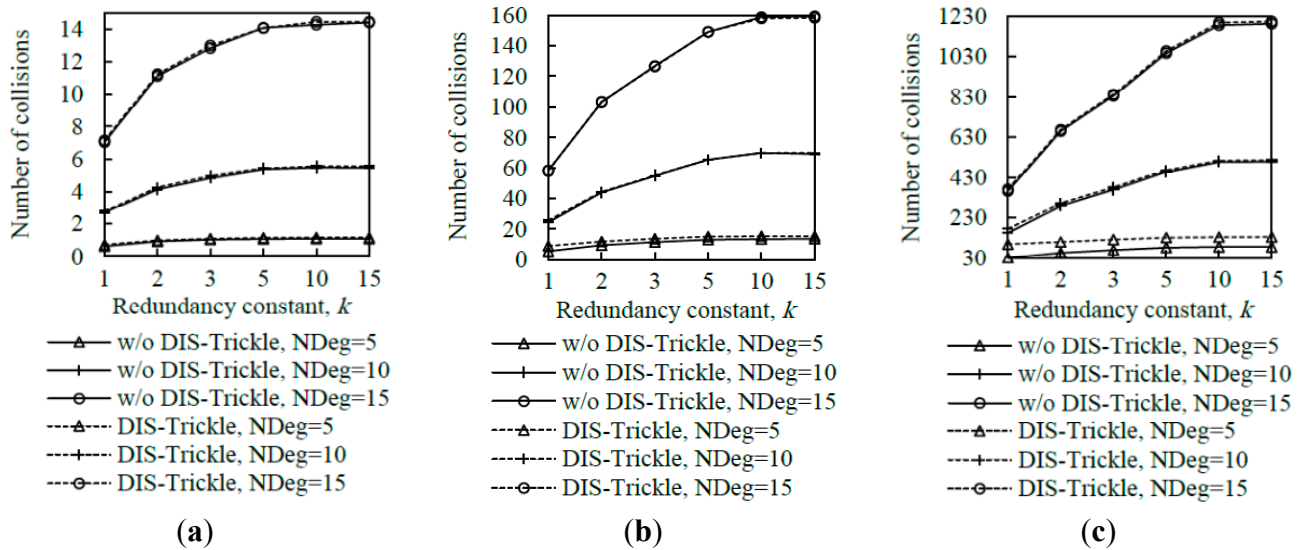 Number of collisions
14
12
10
8
6
4
2
0
1 2 3 5 10 15
Redundancy constant, k
w/o DIS-Trickle, NDeg=5
w/o DIS-Trickle, NDeg=10
w/o DIS-Trickle, NDeg=15
DIS-Trickle, NDeg=5
DIS-Trickle, NDeg=10
DIS-Trickle, NDeg=15
(a)
Number of collisions
160
140
120
100
80
60
40
20
0
1 2 3 5 10 15
Redundancy constant, k
w/o DIS-Trickle, NDeg=5
w/o DIS-Trickle, NDeg=10
w/o DIS-Trickle, NDeg=15
DIS-Trickle, NDeg=5
DIS-Trickle, NDeg=10
DIS-Trickle, NDeg=15
(b)
Number of collisions
1230
1030
830
630
430
230
30
1 2 3 5 10 15
Redundancy constant, k
w/o DIS-Trickle, NDeg=5
w/o DIS-Trickle, NDeg=10
w/o DIS-Trickle, NDeg=15
DIS-Trickle, NDeg=5
DIS-Trickle, NDeg=10
DIS-Trickle, NDeg=15
(c)